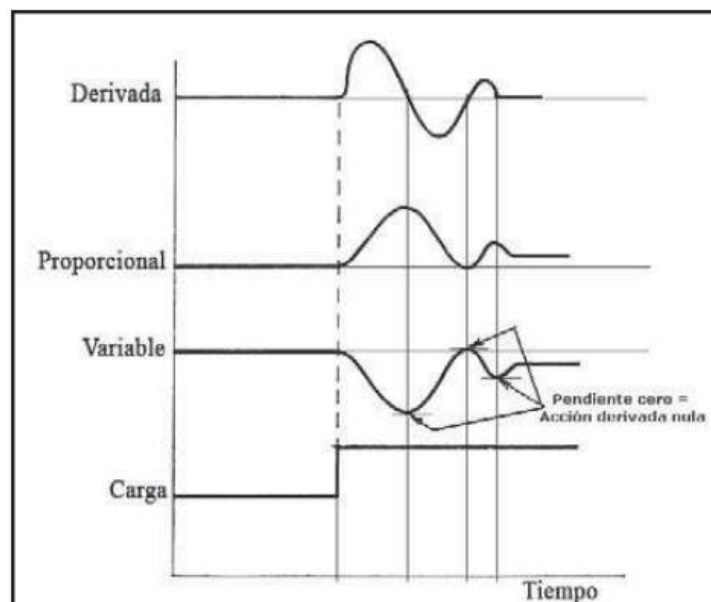 Derivada
Proporcional
Variable
Pendiente cero =
Acción derivada nula
Carga
Tiempo